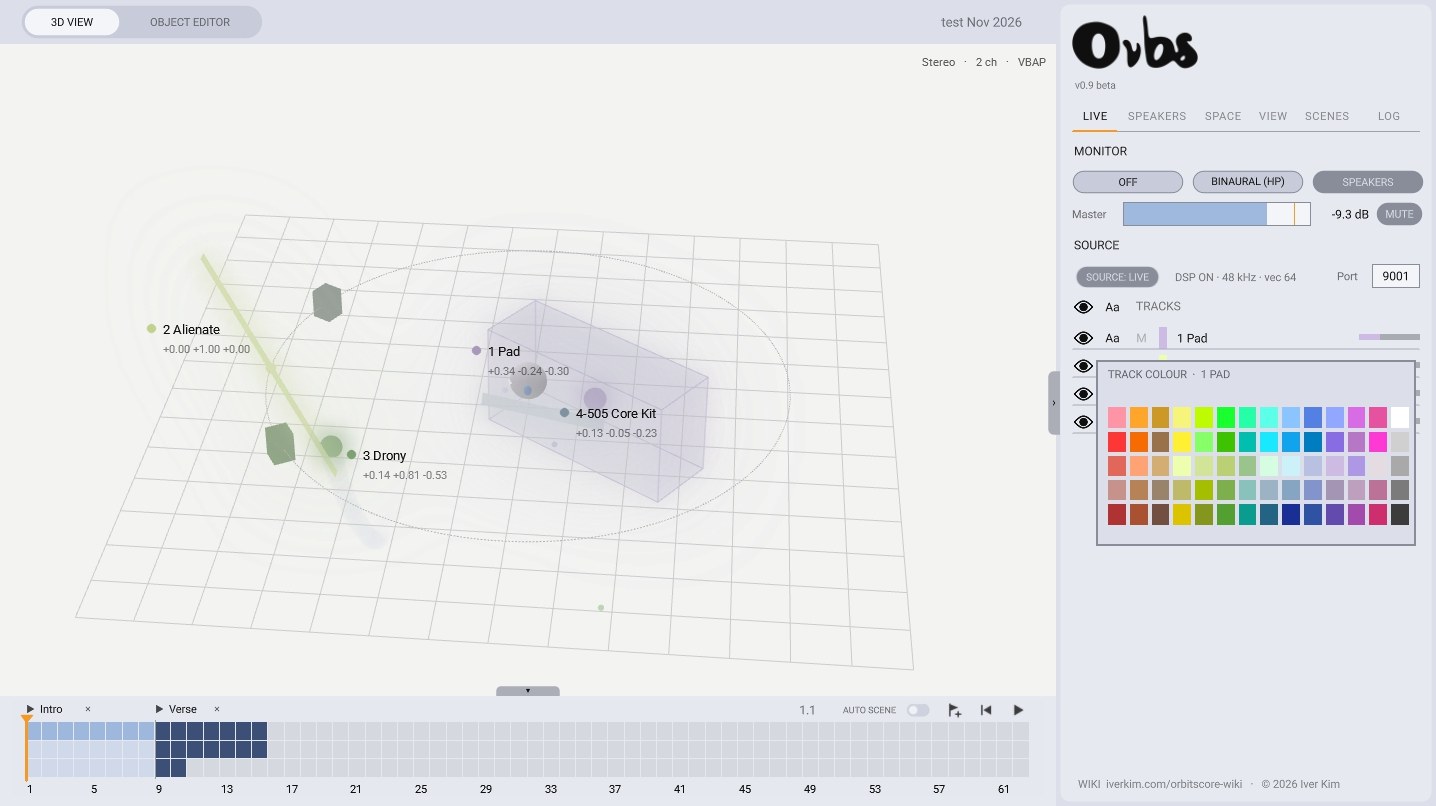 3D VIEW OBJECT EDITOR test Nov 2026
Stereo · 2 ch · VBAP
2 Alienate
+0.00 +1.00 +0.00
1 Pad
+0.34 -0.24 -0.30
4-505 Core Kit
+0.13 -0.05 -0.23
3 Drony
+0.14 +0.81 -0.53
Intro × Verse × 1.1 AUTO SCENE
1 5 9 13 17 21 25 29 33 37 41 45 49 53 57 61
Orbs
v0.9 beta
LIVE SPEAKERS SPACE VIEW SCENES LOG
MONITOR
OFF BINAURAL (HP) SPEAKERS
Master -9.3 dB MUTE
SOURCE
SOURCE: LIVE DSP ON · 48 kHz · vec 64 Port 9001
Aa TRACKS
Aa M 1 Pad
TRACK COLOUR · 1 PAD
WIKI iverkim.com/orbitscore-wiki · © 2026 Iver Kim